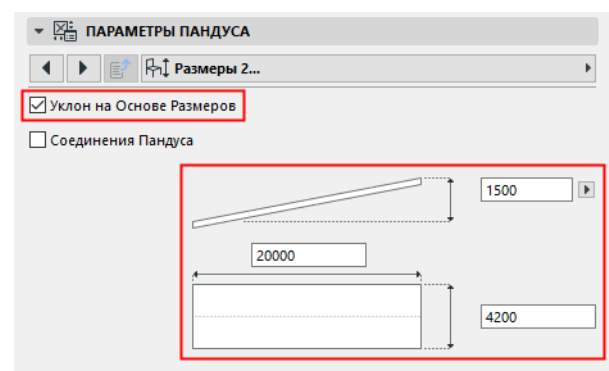 ПАРАМЕТРЫ ПАНДУСА
Размеры 2...
Уклон на Основе Размеров
Соединения Пандуса
1500
20000
4200